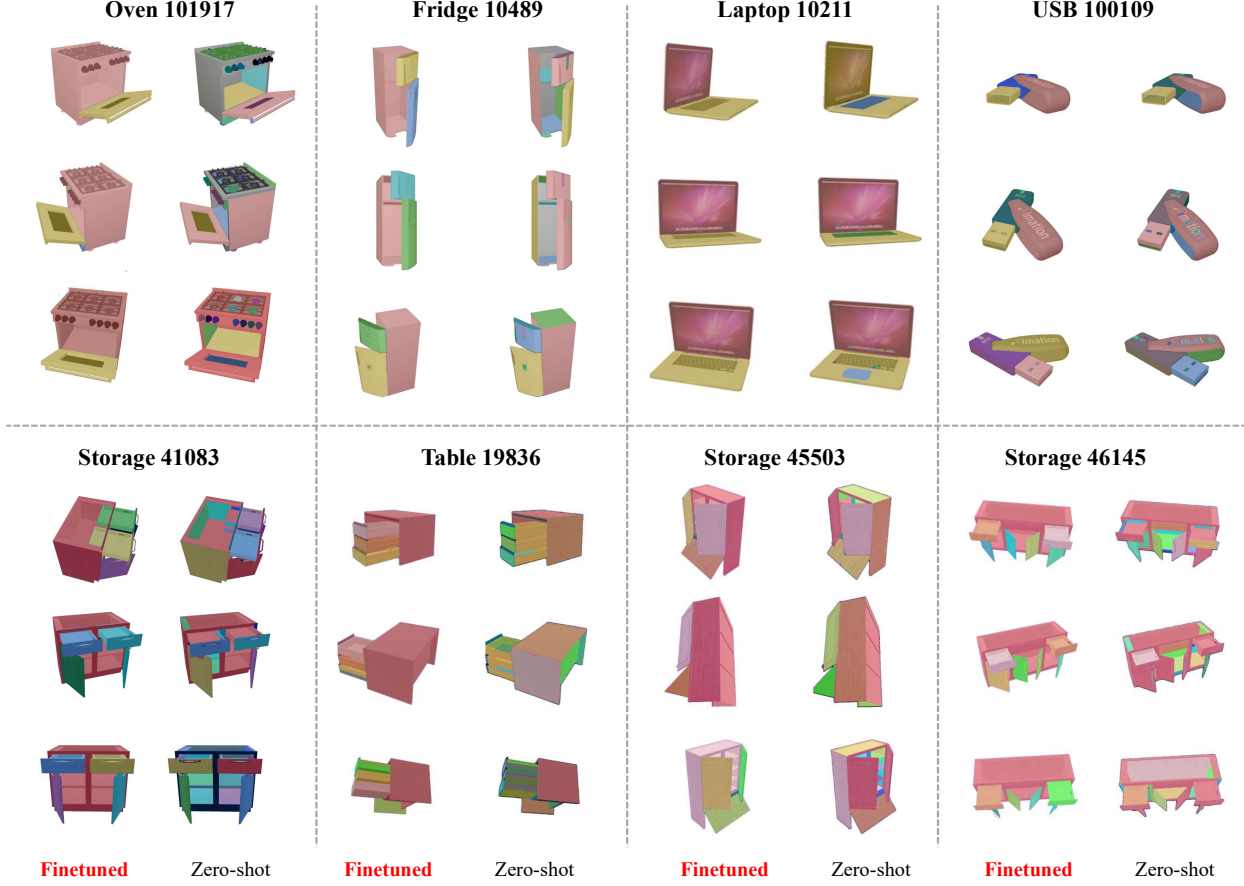 Oven 101917
Fridge 10489
Laptop 10211
USB 100109
imation
Storage 41083
Table 19836
Storage 45503
Storage 46145
Finetuned
Zero-shot
Finetuned
Zero-shot
Finetuned
Zero-shot
Finetuned
Zero-shot